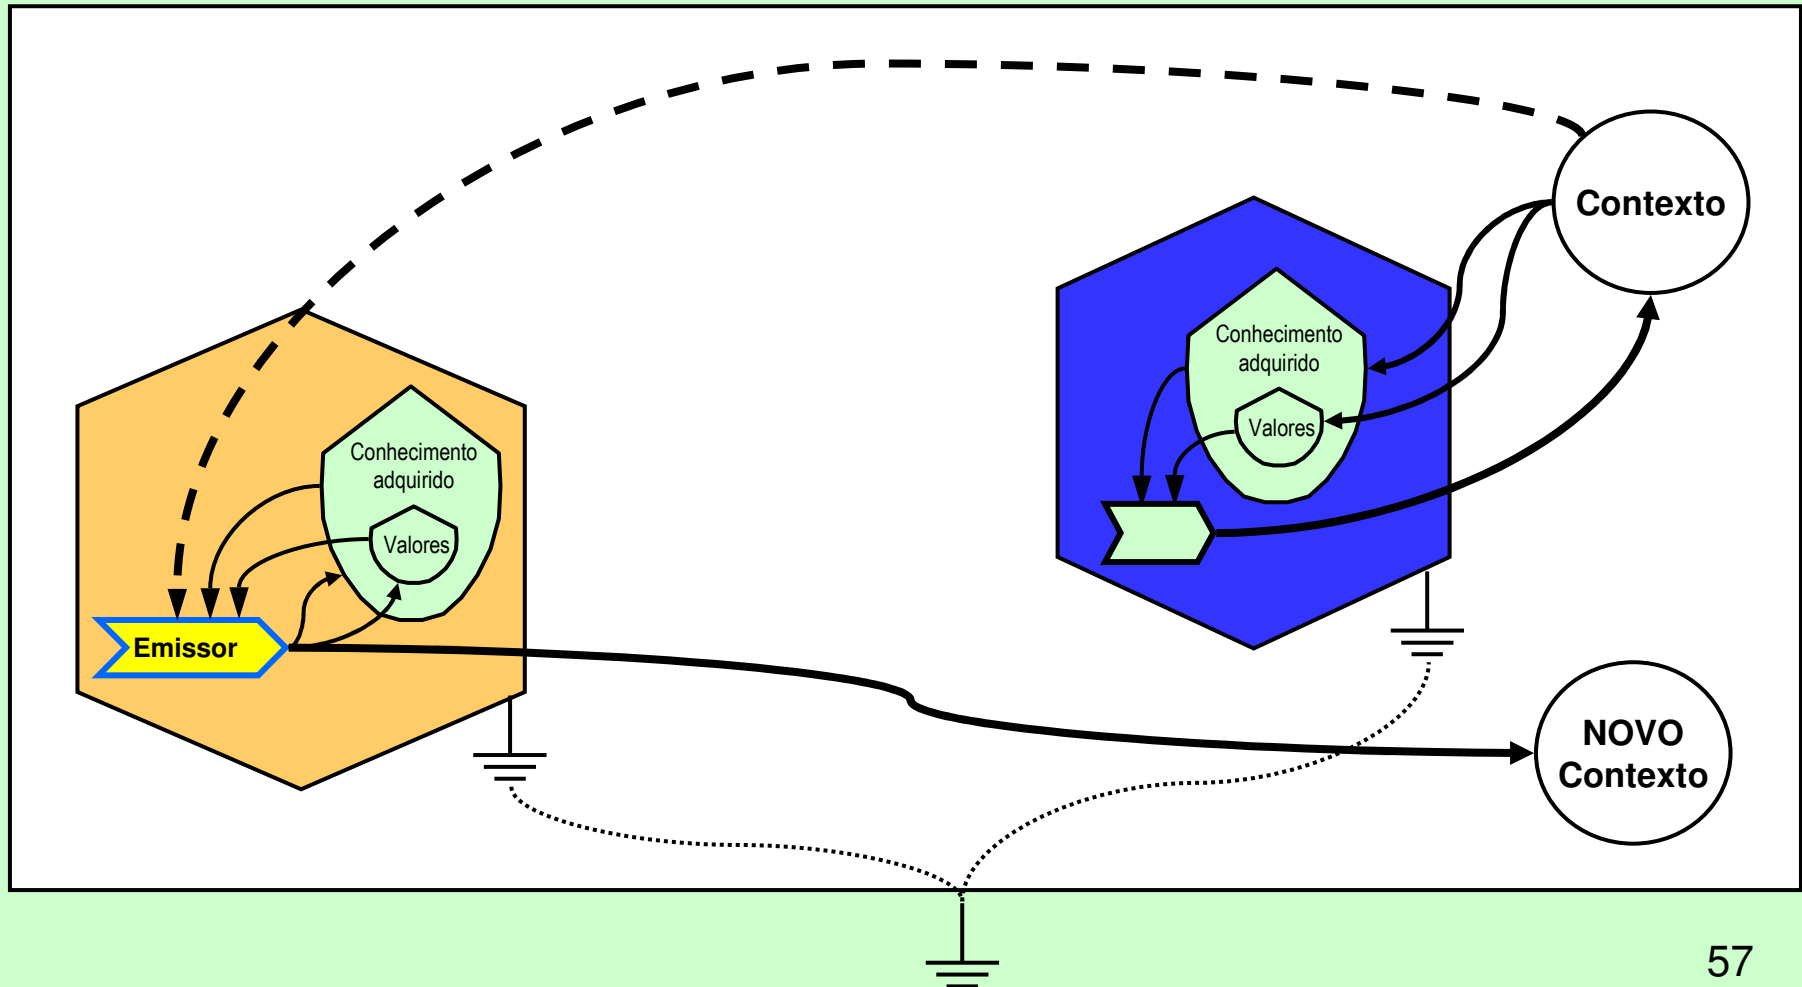 Contexto
Conhecimento
adquirido
Valores
Conhecimento
adquirido
Valores
Emissor
NOVO
Contexto
57